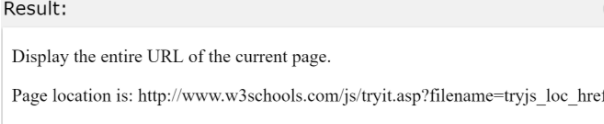 Result:
Display the entire URL of the current page.
Page location is: http://www.w3schools.com/js/tryit.asp?filename=tryjs_loc_href